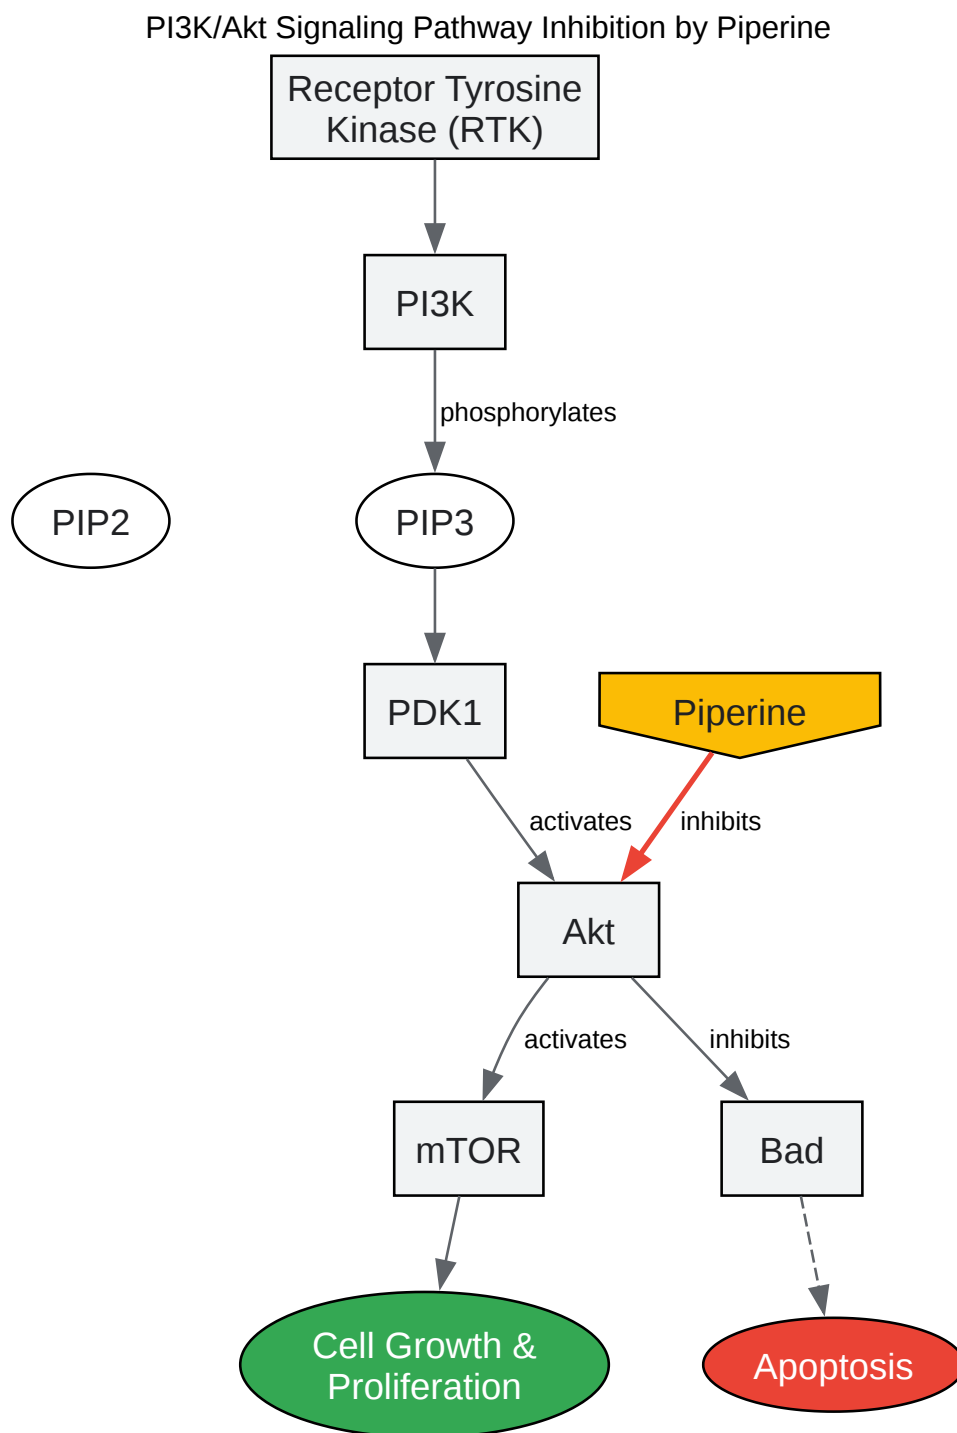 PI3K/Akt Signaling Pathway Inhibition by Piperine
Receptor Tyrosine
Kinase (RTK)
PI3K
phosphorylates
PIP2
PIP3
PDK1
Piperine
activates
inhibits
Akt
activates
inhibits
mTOR
Bad
Cell Growth &
Proliferation
Apoptosis